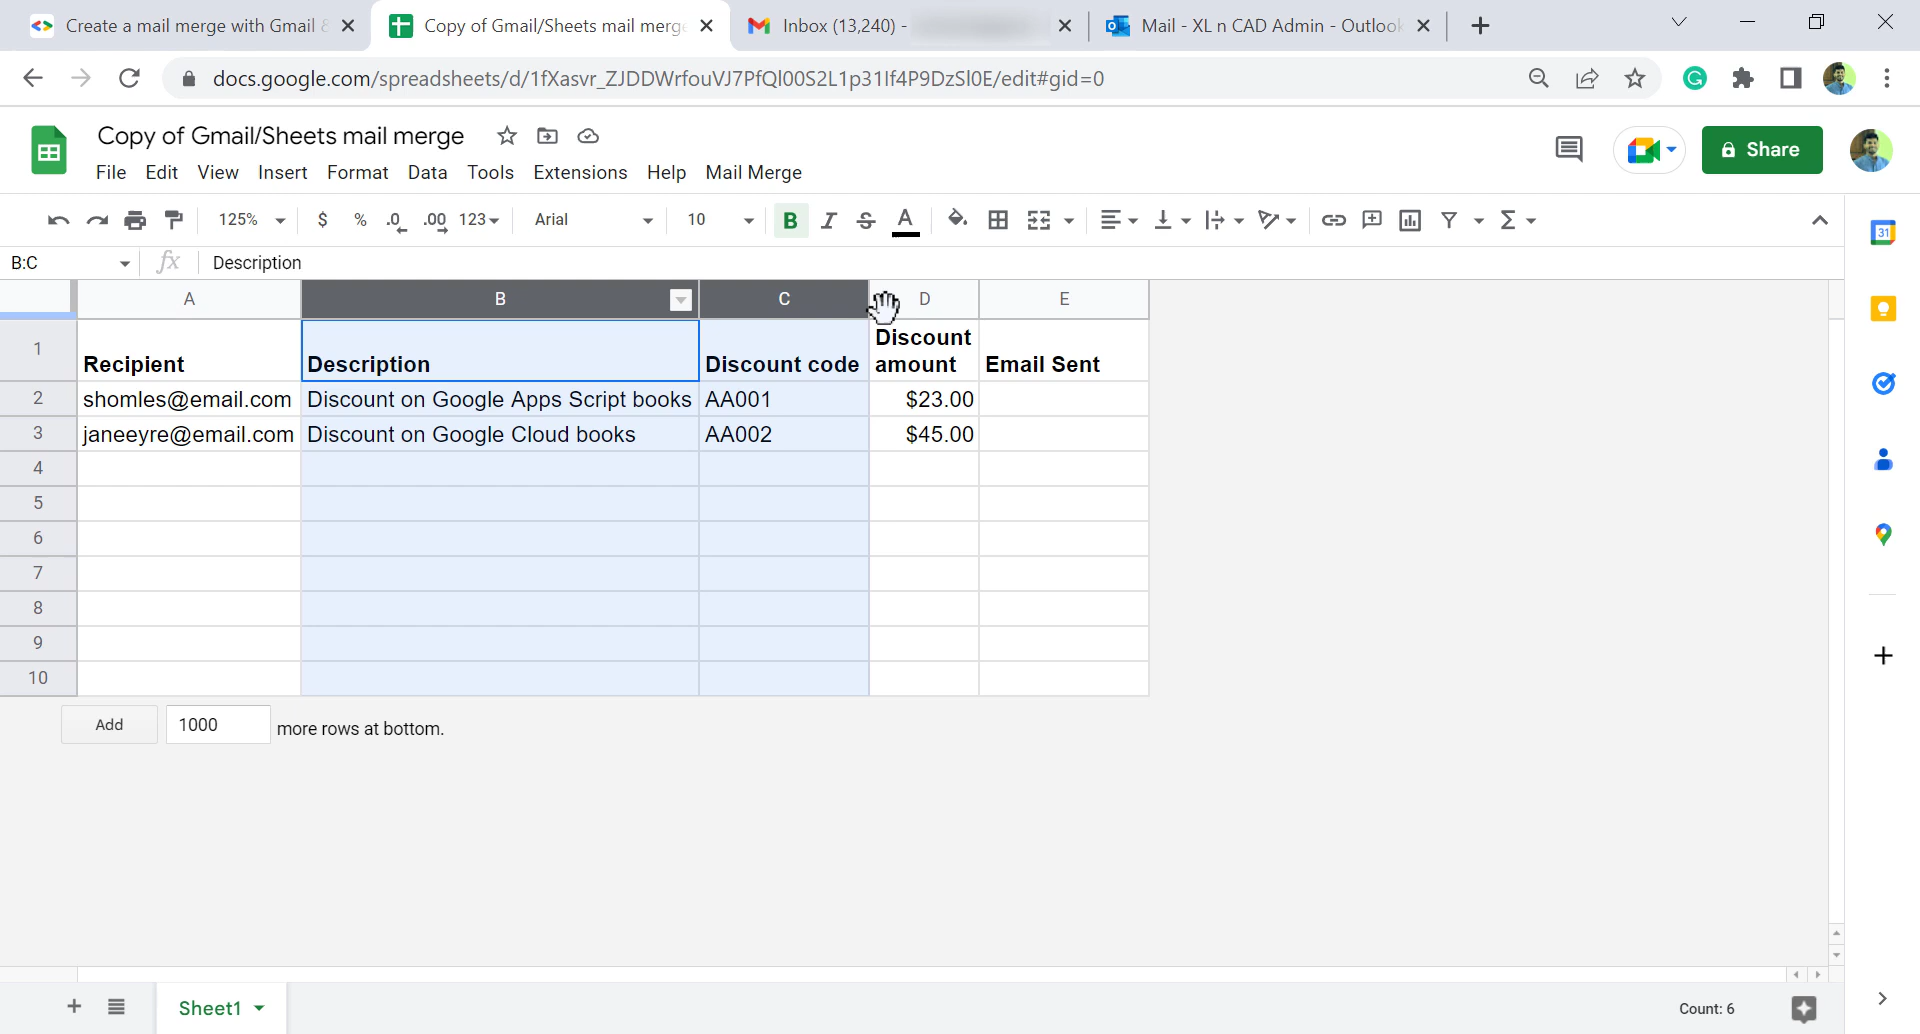 Create a mail merge with Gmail &
Copy of Gmail/Sheets mail merge
Inbox (13,240) -
Mail - XL n CAD Admin - Outlook
docs.google.com/spreadsheets/d/1fXasvr_ZJDDWrfouVJ7PfQl00S2L1p31If4P9DzSl0E/edit#gid=0
Copy of Gmail/Sheets mail merge
File Edit View Insert Format Data Tools Extensions Help Mail Merge
Share
125% $ % .0 .00 123 Arial 10 B I S A Σ
31
B:C fx Description
A B C D E
1 Recipient Description Discount code Discount amount Email Sent
2 shomles@email.com Discount on Google Apps Script books AA001 $23.00
3 janeeyre@email.com Discount on Google Cloud books AA002 $45.00
4
5
6
7
8
9
10
Add 1000 more rows at bottom.
Sheet1
Count: 6